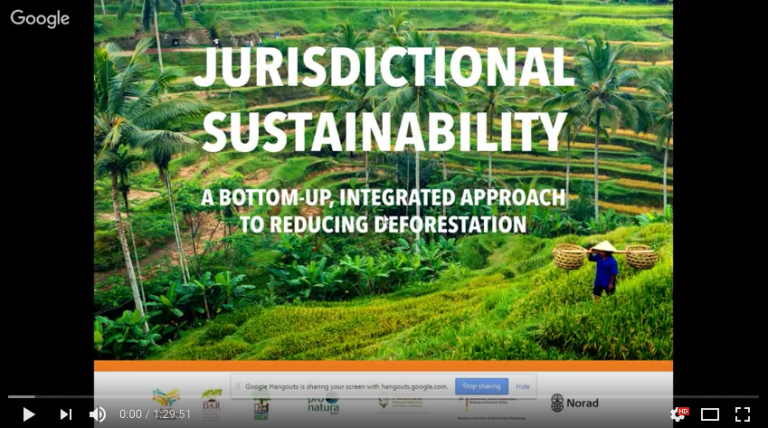 Google
JURISDICTIONAL
SUSTAINABILITY
A BOTTOM-UP, INTEGRATED APPROACH
TO REDUCING DEFORESTATION
Google Hangouts is sharing your screen with hangouts.google.com.
Stop sharing
Hide
DAR
pro
natura
Norad
0:00 / 1:29:51
HD